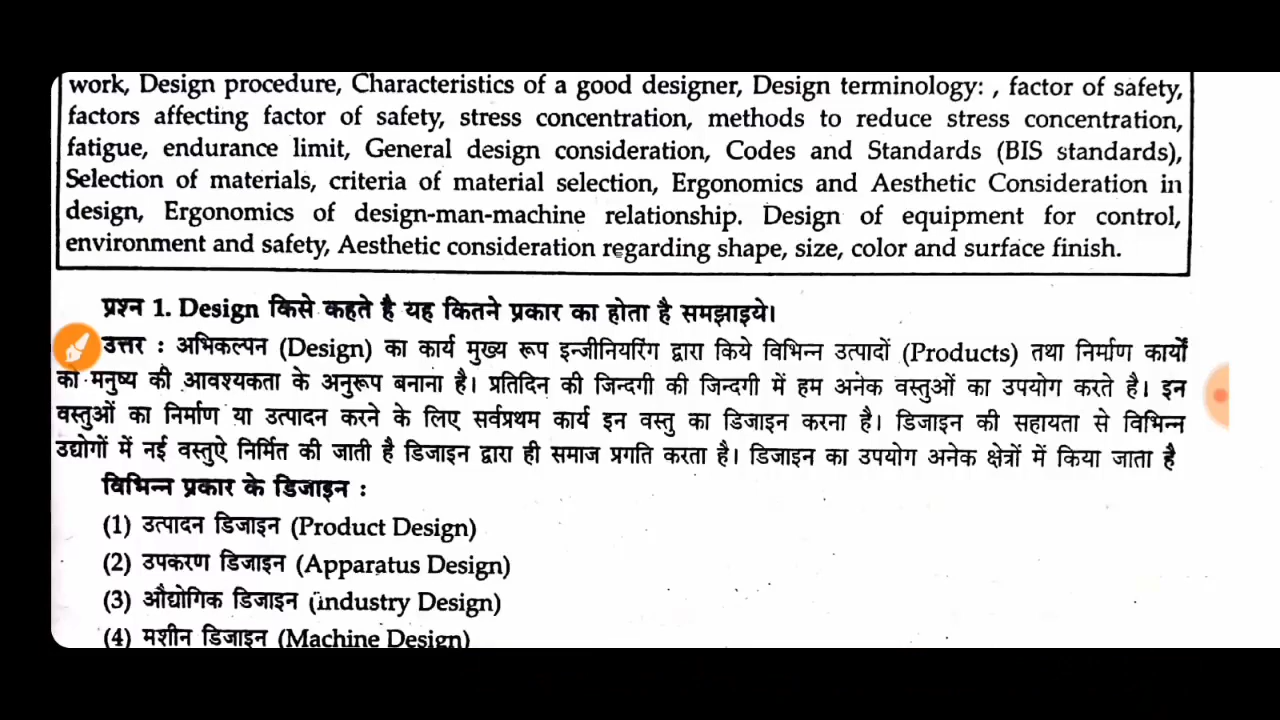 work, Design procedure, Characteristics of a good designer, Design terminology: , factor of safety,
factors affecting factor of safety, stress concentration, methods to reduce stress concentration,
fatigue, endurance limit, General design consideration, Codes and Standards (BIS standards),
Selection of materials, criteria of material selection, Ergonomics and Aesthetic Consideration in
design, Ergonomics of design-man-machine relationship. Design of equipment for control,
environment and safety, Aesthetic consideration regarding shape, size, color and surface finish.
प्रश्न 1. Design किसे कहते है यह कितने प्रकार का होता है समझाइये।
उत्तर : अभिकल्पन (Design) का कार्य मुख्य रूप इन्जीनियरिंग द्वारा किये विभिन्न उत्पादों (Products) तथा निर्माण कार्यों
को मनुष्य की आवश्यकता के अनुरूप बनाना है। प्रतिदिन की जिन्दगी की जिन्दगी में हम अनेक वस्तुओं का उपयोग करते है। इन
वस्तुओं का निर्माण या उत्पादन करने के लिए सर्वप्रथम कार्य इन वस्तु का डिजाइन करना है। डिजाइन की सहायता से विभिन्न
उद्योगों में नई वस्तुऐ निर्मित की जाती है डिजाइन द्वारा ही समाज प्रगति करता है। डिजाइन का उपयोग अनेक क्षेत्रों में किया जाता है
विभिन्न प्रकार के डिजाइन :
(1) उत्पादन डिजाइन (Product Design)
(2) उपकरण डिजाइन (Apparatus Design)
(3) औद्योगिक डिजाइन (industry Design)
(4) मशीन डिजाइन (Machine Design)